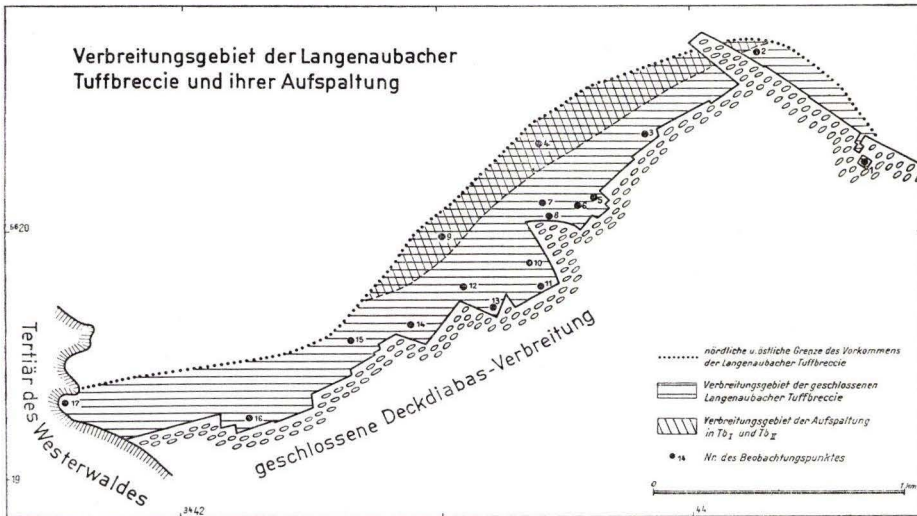 Verbreitungsgebiet der Langenaubacher
Tuffbreccie und ihrer Aufspaltung
2
3
4
5
6
7
8
9
10
11
12
13
14
15
16
17
5620
19
3442
44
Tertiär des Westerwaldes
geschlossene Deckdiabas-Verbreitung
nördliche u. östliche Grenze des Vorkommens
der Langenaubacher Tuffbreccie
Verbreitungsgebiet der geschlossenen
Langenaubacher Tuffbreccie
Verbreitungsgebiet der Aufspaltung
in Tb I und Tb II
14 Nr. des Beobachtungspunktes
0 1 km